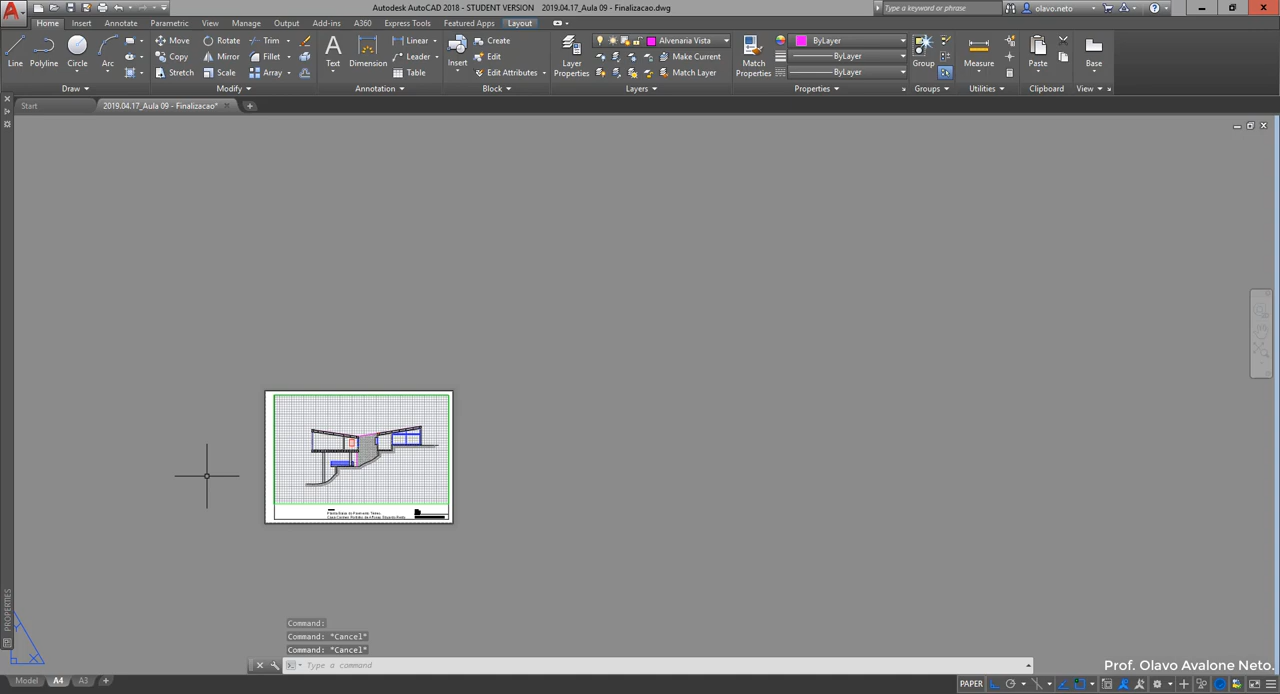 Autodesk AutoCAD 2018 - STUDENT VERSION 2019.04.17_Aula 09 - Finalizacao.dwg
Type a keyword or phrase
olavo.neto
Home Insert Annotate Parametric View Manage Output Add-ins A360 Express Tools Featured Apps Layout
Line Polyline Circle Arc
Move Rotate Trim
Copy Mirror Fillet
Stretch Scale Array
Text Dimension
Linear
Leader
Table
Insert
Create
Edit
Edit Attributes
Layer Properties
Alvenaria Vista
Make Current
Match Layer
Match Properties
ByLayer
ByLayer
ByLayer
Group
Measure
Paste
Base
Draw Modify Annotation Block Layers Properties Groups Utilities Clipboard View
Start 2019.04.17_Aula 09 - Finalizacao*
PROPERTIES
Y
X
Command:
Command: *Cancel*
Command: *Cancel*
Type a command
Prof. Olavo Avalone Neto.
Model A4 A3
PAPER